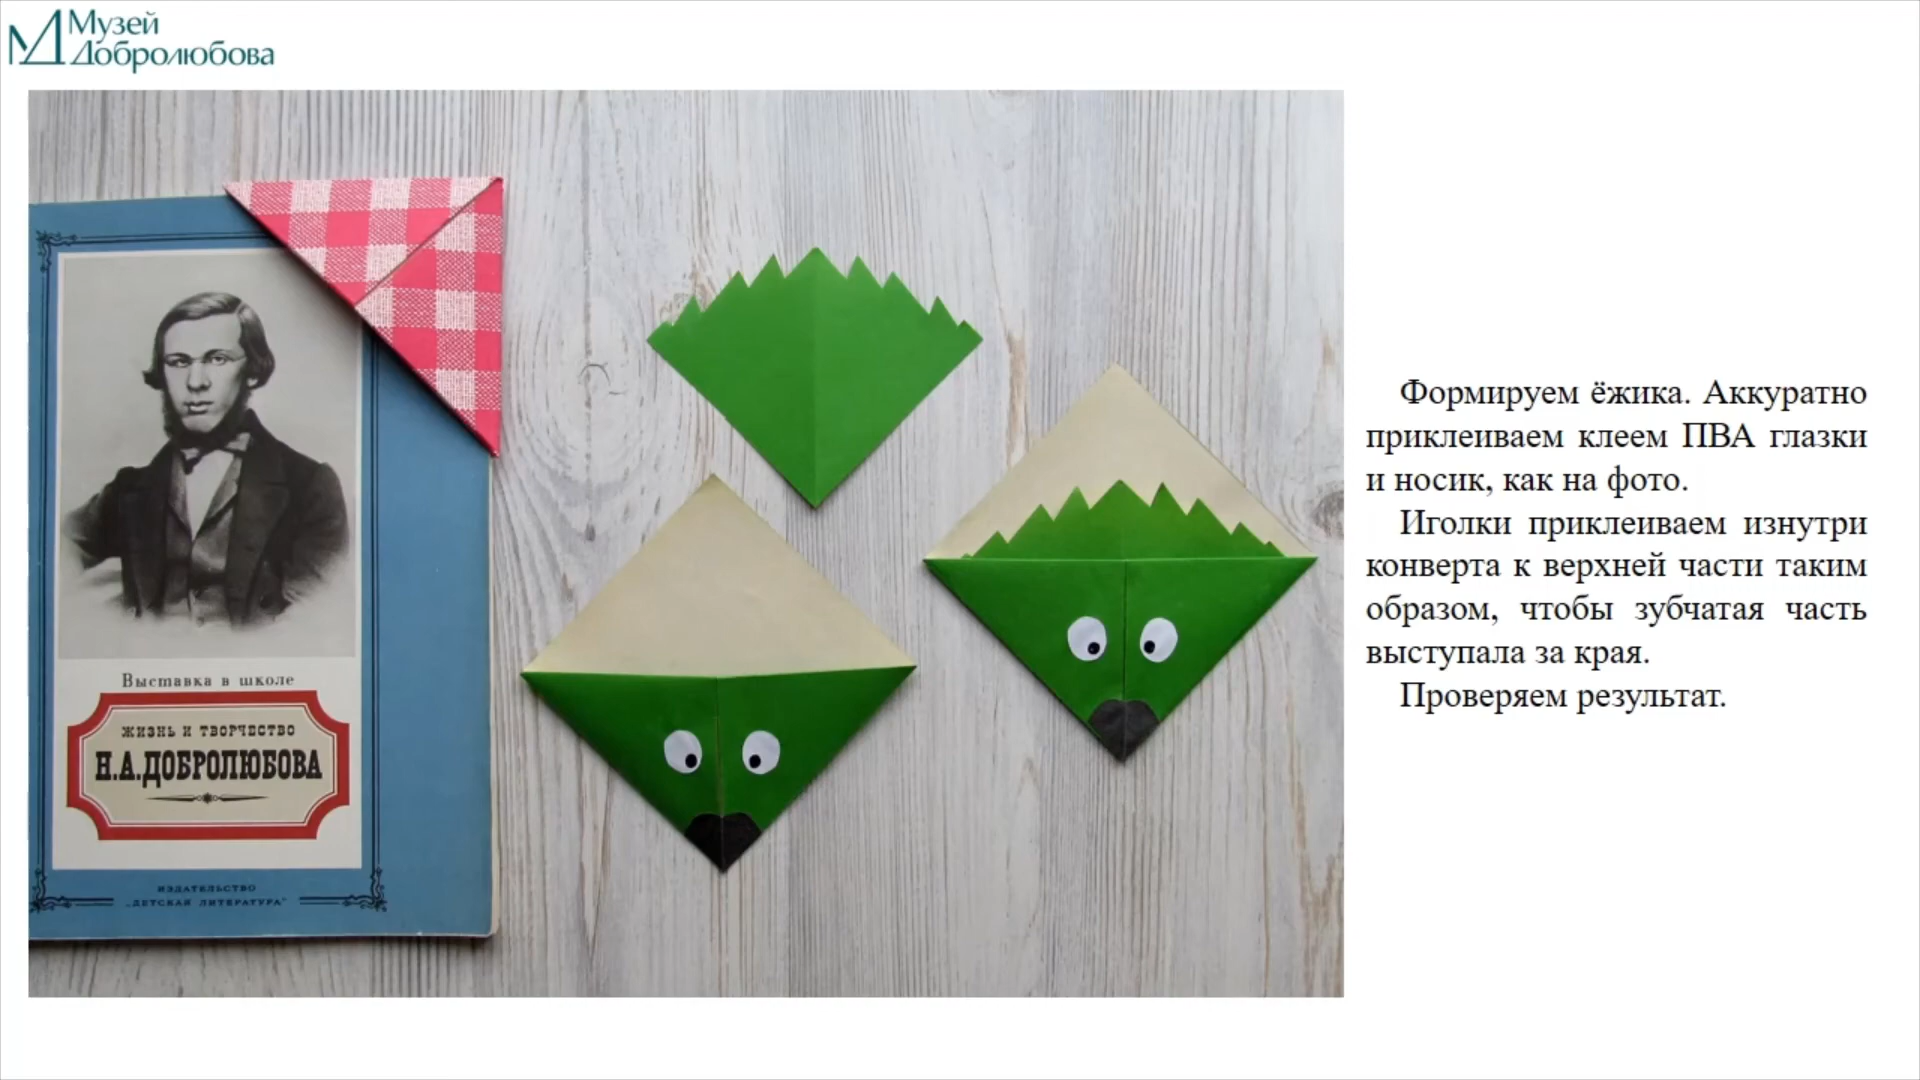 Музей
Добролюбова
Выставка в школе
ЖИЗНЬ И ТВОРЧЕСТВО
Н.А.ДОБРОЛЮБОВА
ИЗДАТЕЛЬСТВО
„ДЕТСКАЯ ЛИТЕРАТУРА“
Формируем ёжика. Аккуратно
приклеиваем клеем ПВА глазки
и носик, как на фото.
Иголки приклеиваем изнутри
конверта к верхней части таким
образом, чтобы зубчатая часть
выступала за края.
Проверяем результат.